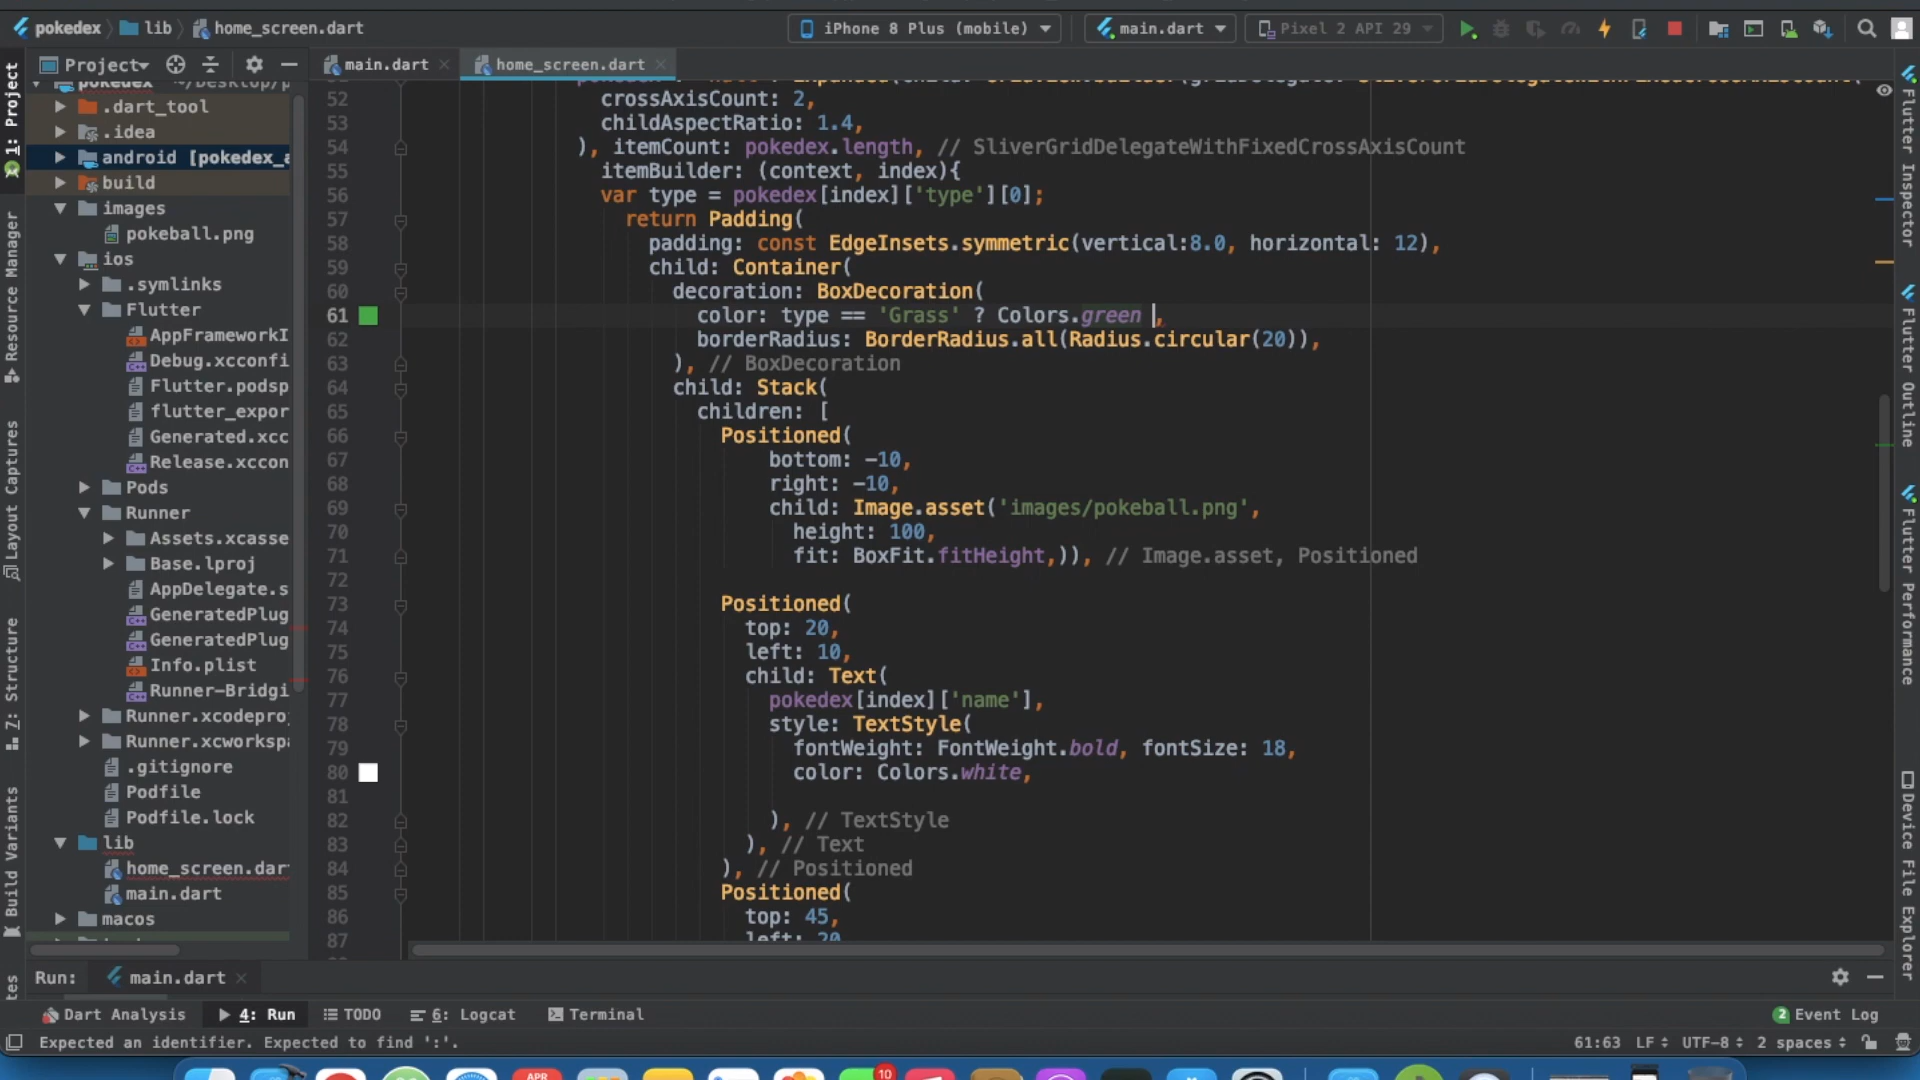 pokedex lib home_screen.dart iPhone 8 Plus (mobile) main.dart Pixel 2 API 29
Project main.dart home_screen.dart
52 crossAxisCount: 2,
53 childAspectRatio: 1.4,
54 ), itemCount: pokedex.length, // SliverGridDelegateWithFixedCrossAxisCount
55 itemBuilder: (context, index){
56 var type = pokedex[index]['type'][0];
57 return Padding(
58 padding: const EdgeInsets.symmetric(vertical:8.0, horizontal: 12),
59 child: Container(
60 decoration: BoxDecoration(
61 color: type == 'Grass' ? Colors.green ,
62 borderRadius: BorderRadius.all(Radius.circular(20)),
63 ), // BoxDecoration
64 child: Stack(
65 children: [
66 Positioned(
67 bottom: -10,
68 right: -10,
69 child: Image.asset('images/pokeball.png',
70 height: 100,
71 fit: BoxFit.fitHeight,)), // Image.asset, Positioned
72
73 Positioned(
74 top: 20,
75 left: 10,
76 child: Text(
77 pokedex[index]['name'],
78 style: TextStyle(
79 fontWeight: FontWeight.bold, fontSize: 18,
80 color: Colors.white,
81
82 ), // TextStyle
83 ), // Text
84 ), // Positioned
85 Positioned(
86 top: 45,
87 left: 20
pokedex ~/Desktop/p
.dart_tool
.idea
android [pokedex_a
build
images
pokeball.png
ios
.symlinks
Flutter
AppFrameworkI
Debug.xcconfi
Flutter.podsp
flutter_expor
Generated.xcc
Release.xccon
Pods
Runner
Assets.xcasse
Base.lproj
AppDelegate.s
GeneratedPlug
GeneratedPlug
Info.plist
Runner-Bridgi
Runner.xcodepro
Runner.xcworksp
.gitignore
Podfile
Podfile.lock
lib
home_screen.dar
main.dart
macos
1: Project
Resource Manager
Layout Captures
7: Structure
Build Variants
Flutter Inspector
Flutter Outline
Flutter Performance
Device File Explorer
Run: main.dart
Dart Analysis 4: Run TODO 6: Logcat Terminal 2 Event Log
Expected an identifier. Expected to find ':'. 61:63 LF UTF-8 2 spaces
APR 10